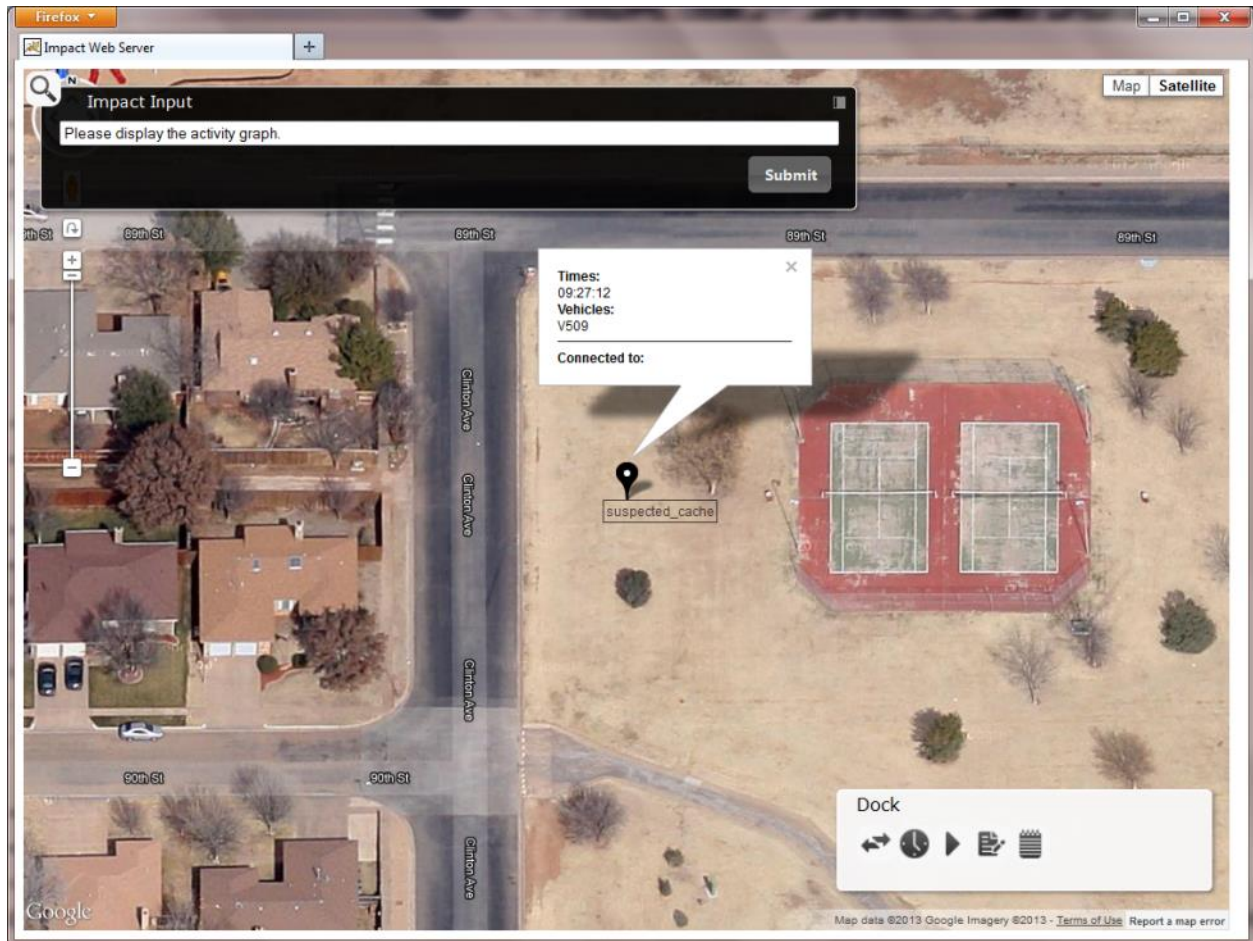 Firefox
Impact Web Server
N
Impact Input
Please display the activity graph.
Submit
Map
Satellite
89th St
89th St
89th St
89th St
Times:
09:27:12
Vehicles:
V509
Connected to:
Clinton Ave
Clinton Ave
suspected_cache
Clinton Ave
90th St
90th St
Clinton Ave
Dock
Google
Map data ©2013 Google Imagery ©2013 - Terms of Use Report a map error